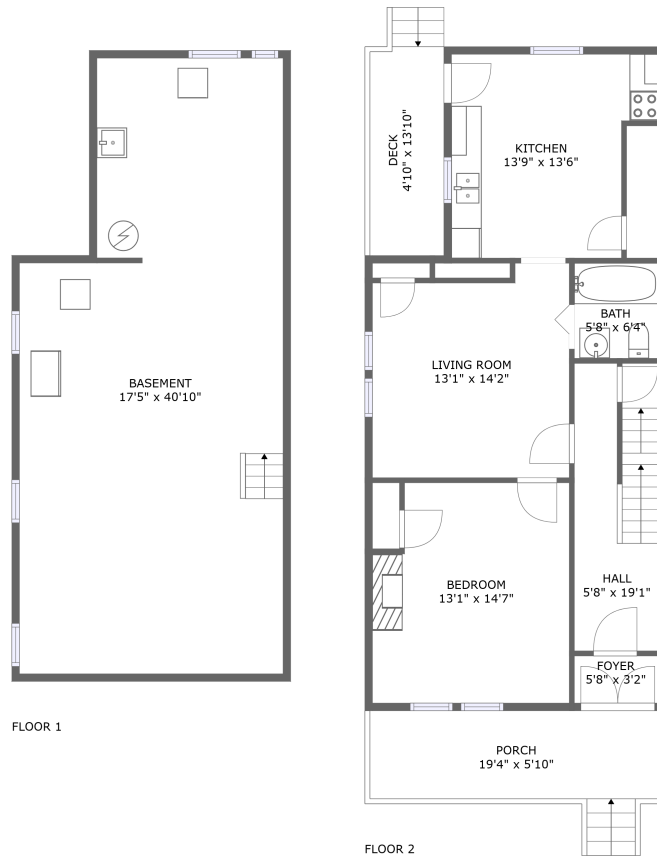 DECK
4'10" x 13'10"
KITCHEN
13'9" x 13'6"
BATH
5'8" x 6'4"
LIVING ROOM
13'1" x 14'2"
BASEMENT
17'5" x 40'10"
BEDROOM
13'1" x 14'7"
HALL
5'8" x 19'1"
FOYER
5'8" x 3'2"
FLOOR 1
PORCH
19'4" x 5'10"
FLOOR 2